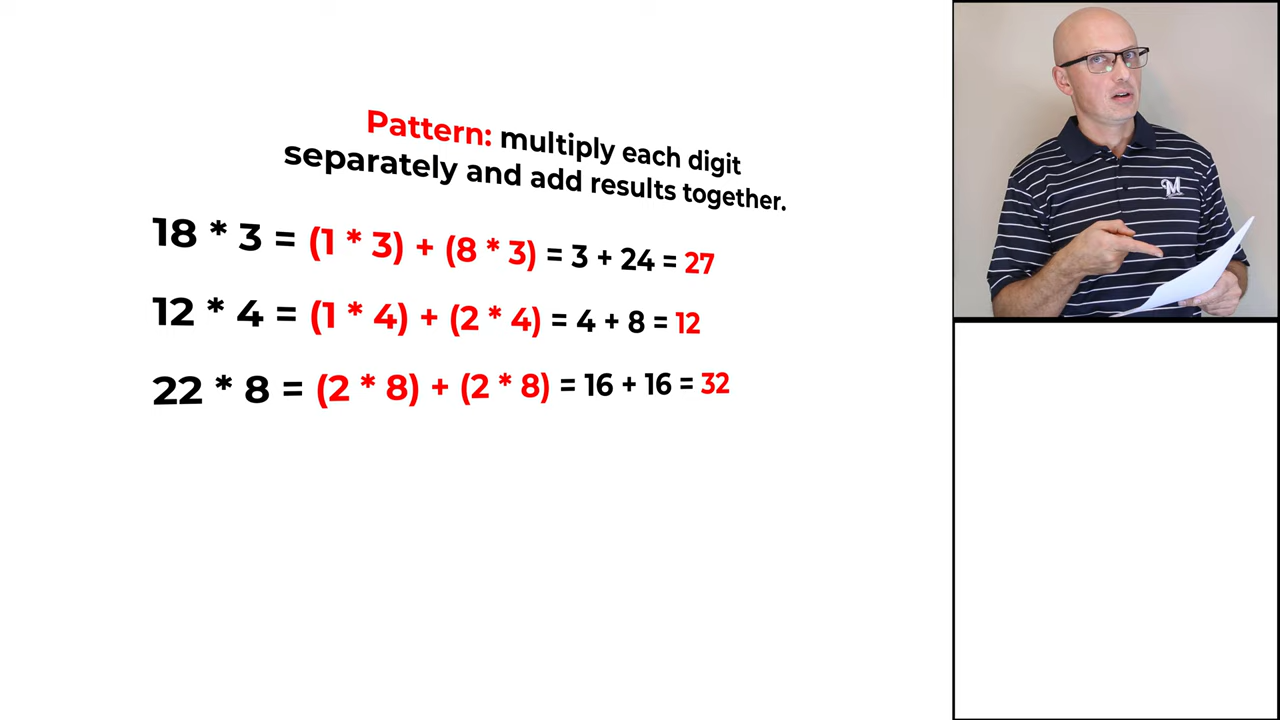 Pattern: multiply each digit
separately and add results together.
18 * 3 = (1 * 3) + (8 * 3) = 3 + 24 = 27
12 * 4 = (1 * 4) + (2 * 4) = 4 + 8 = 12
22 * 8 = (2 * 8) + (2 * 8) = 16 + 16 = 32
M